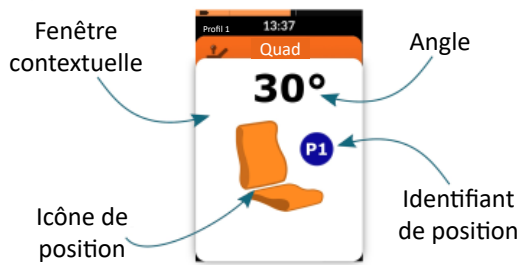 Fenêtre
contextuelle
Profil 1
13:37
Quad
30°
P1
Angle
Icône de
position
Identifiant
de position